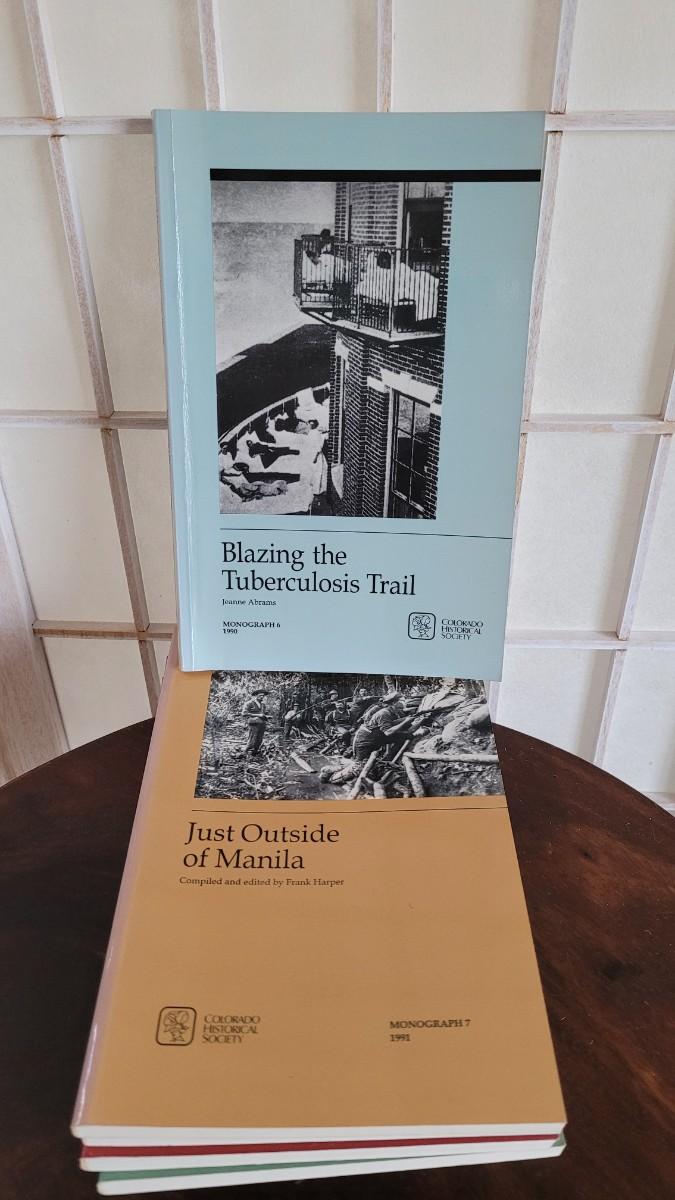 Blazing the
Tuberculosis Trail
Jeanne Abrams
MONOGRAPH 6
1990
COLORADO
HISTORICAL
SOCIETY
Just Outside
of Manila
Compiled and edited by Frank Harper
COLORADO
HISTORICAL
SOCIETY
MONOGRAPH 7
1991